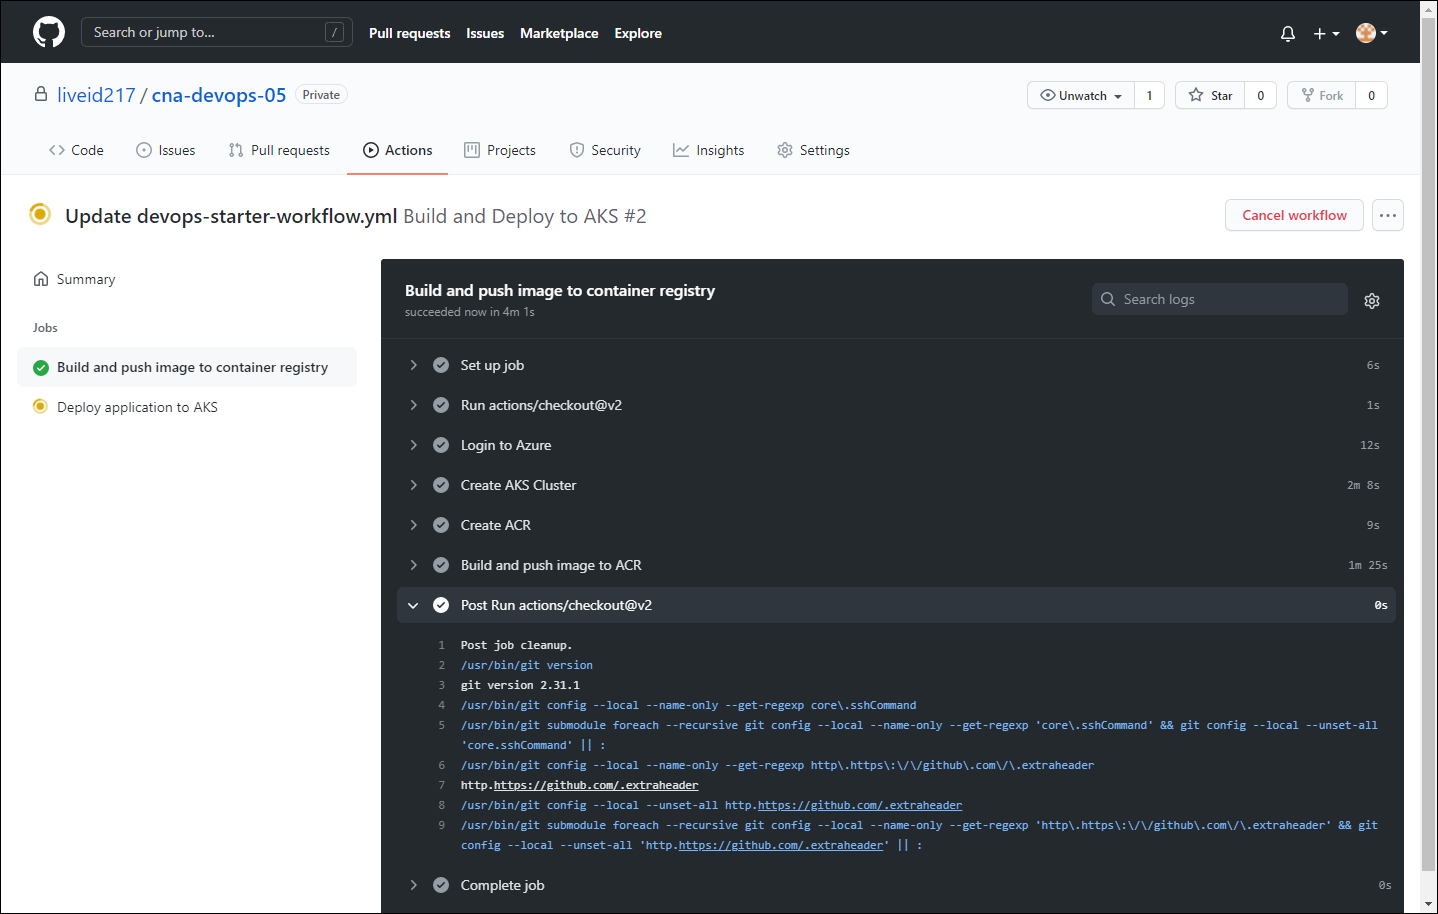 Search or jump to... / Pull requests Issues Marketplace Explore
liveid217 / cna-devops-05 Private Unwatch 1 Star 0 Fork 0
Code Issues Pull requests Actions Projects Security Insights Settings
Update devops-starter-workflow.yml Build and Deploy to AKS #2 Cancel workflow ...
Summary
Jobs
Build and push image to container registry
Deploy application to AKS
Build and push image to container registry
succeeded now in 4m 1s
Search logs
Set up job 6s
Run actions/checkout@v2 1s
Login to Azure 12s
Create AKS Cluster 2m 8s
Create ACR 9s
Build and push image to ACR 1m 25s
Post Run actions/checkout@v2 0s
1 Post job cleanup.
2 /usr/bin/git version
3 git version 2.31.1
4 /usr/bin/git config --local --name-only --get-regexp core\.sshCommand
5 /usr/bin/git submodule foreach --recursive git config --local --name-only --get-regexp 'core\.sshCommand' && git config --local --unset-all
'core.sshCommand' || :
6 /usr/bin/git config --local --name-only --get-regexp http\.https\:\/\/github\.com\/\.extraheader
7 http.https://github.com/.extraheader
8 /usr/bin/git config --local --unset-all http.https://github.com/.extraheader
9 /usr/bin/git submodule foreach --recursive git config --local --name-only --get-regexp 'http\.https\:\/\/github\.com\/\.extraheader' && git
config --local --unset-all 'http.https://github.com/.extraheader' || :
Complete job 0s